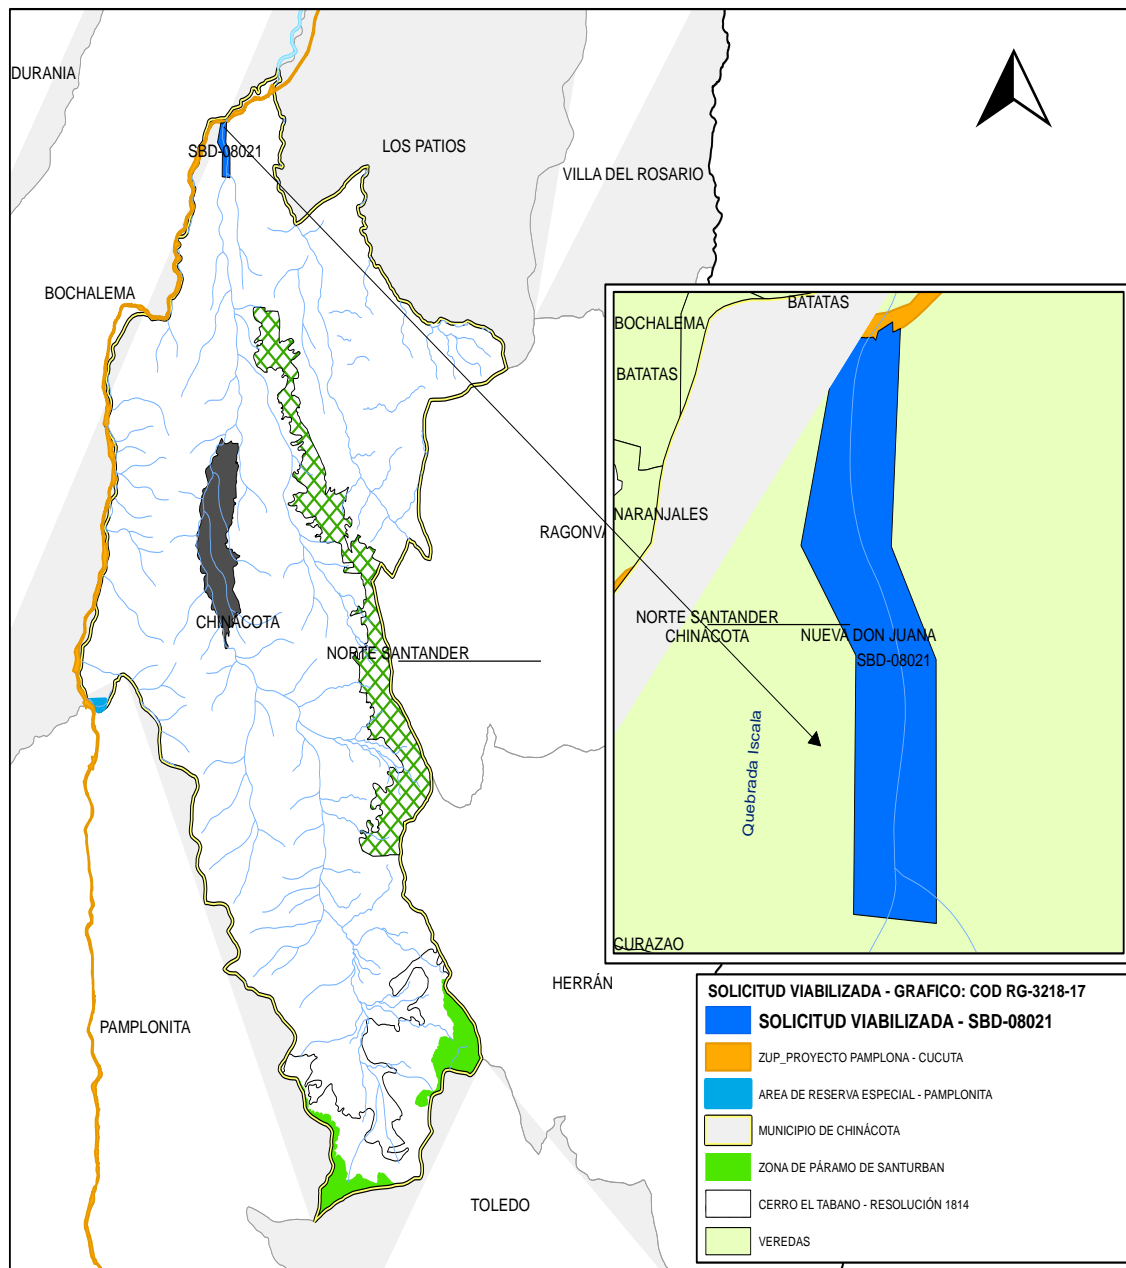 DURANIA
SBD-08021
LOS PATIOS
VILLA DEL ROSARIO
BOCHALEMA
RAGONVA
CHINÁCOTA
NORTE SANTANDER
HERRÁN
PAMPLONITA
TOLEDO
BATATAS
BOCHALEMA
BATATAS
NARANJALES
NORTE SANTANDER
CHINÁCOTA
NUEVA DON JUANA
SBD-08021
Quebrada Iscala
CURAZAO
SOLICITUD VIABILIZADA - GRAFICO: COD RG-3218-17
SOLICITUD VIABILIZADA - SBD-08021
ZUP_PROYECTO PAMPLONA - CUCUTA
AREA DE RESERVA ESPECIAL - PAMPLONITA
MUNICIPIO DE CHINÁCOTA
ZONA DE PÁRAMO DE SANTURBAN
CERRO EL TABANO - RESOLUCIÓN 1814
VEREDAS